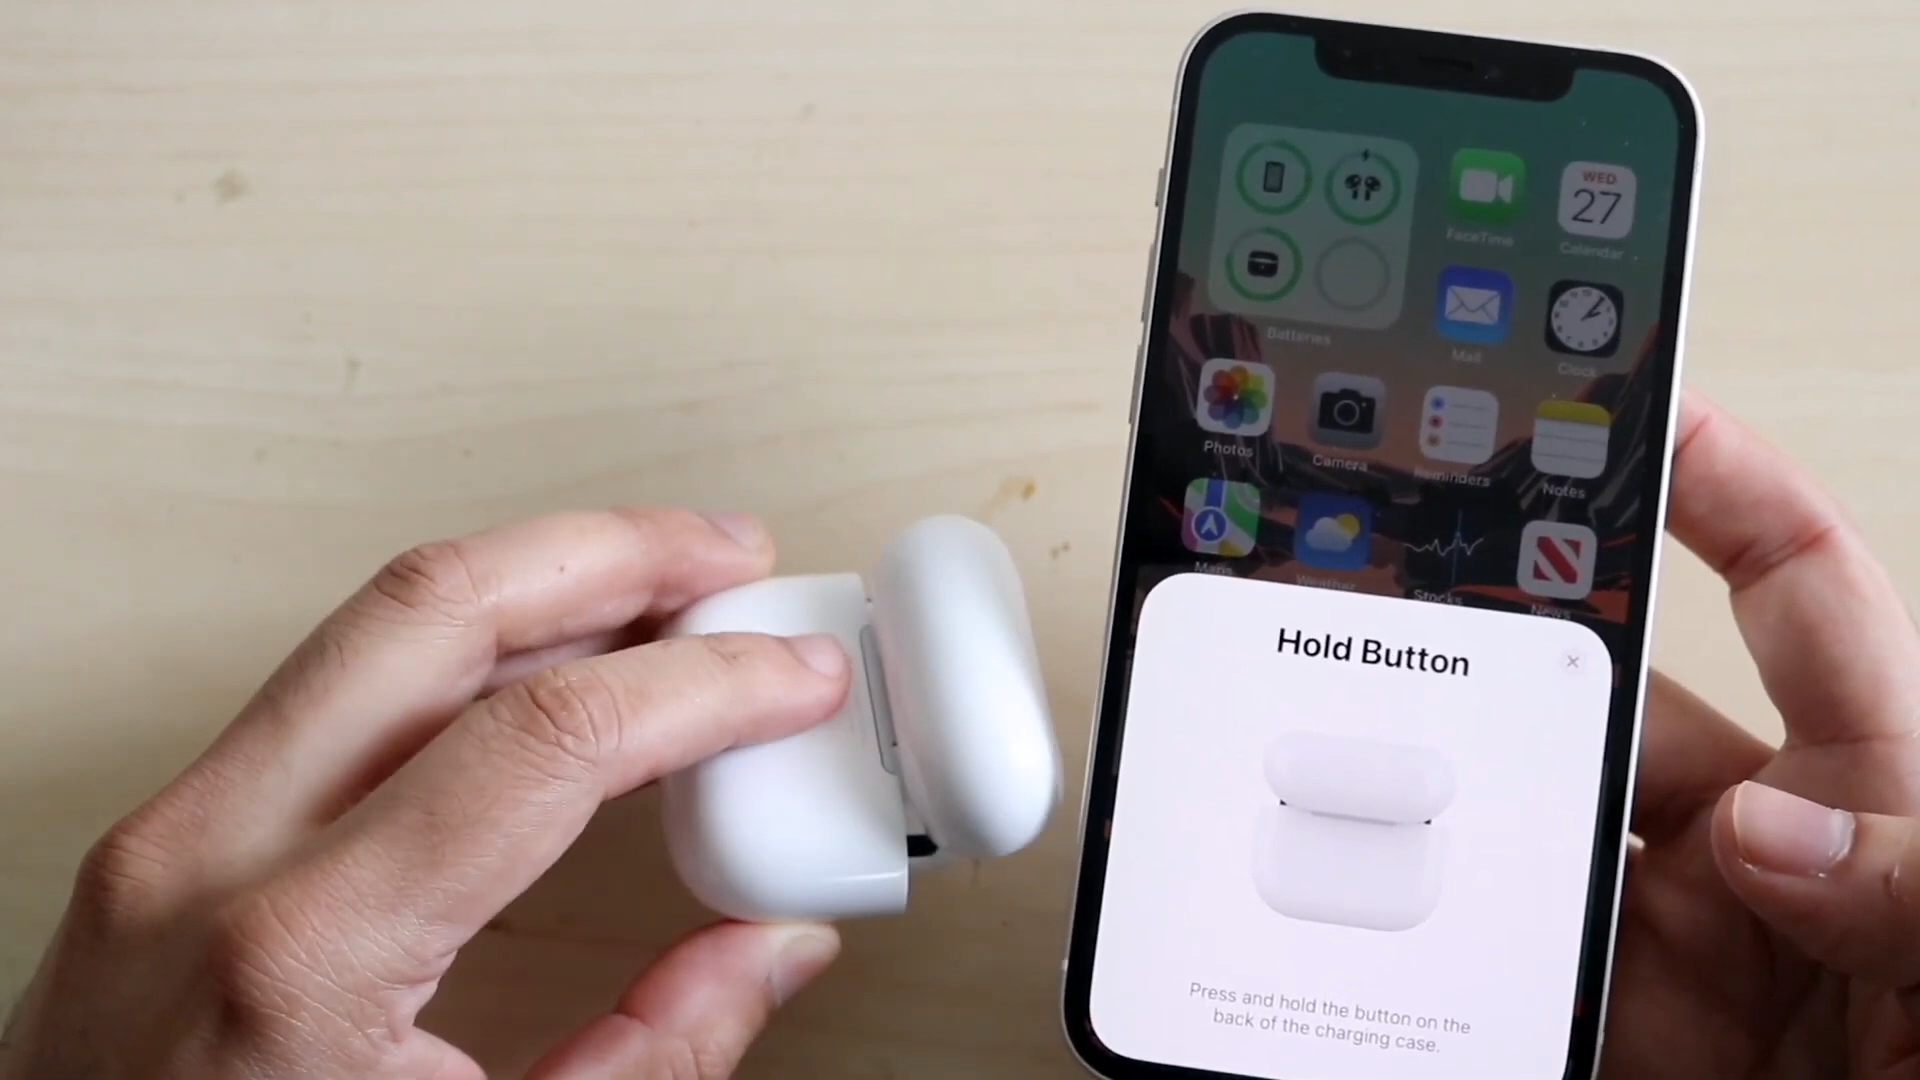 WED
27
FaceTime
Calendar
Batteries
Mail
Clock
Photos
Camera
Reminders
Notes
Maps
Weather
Stocks
News
Hold Button
Press and hold the button on the
back of the charging case.